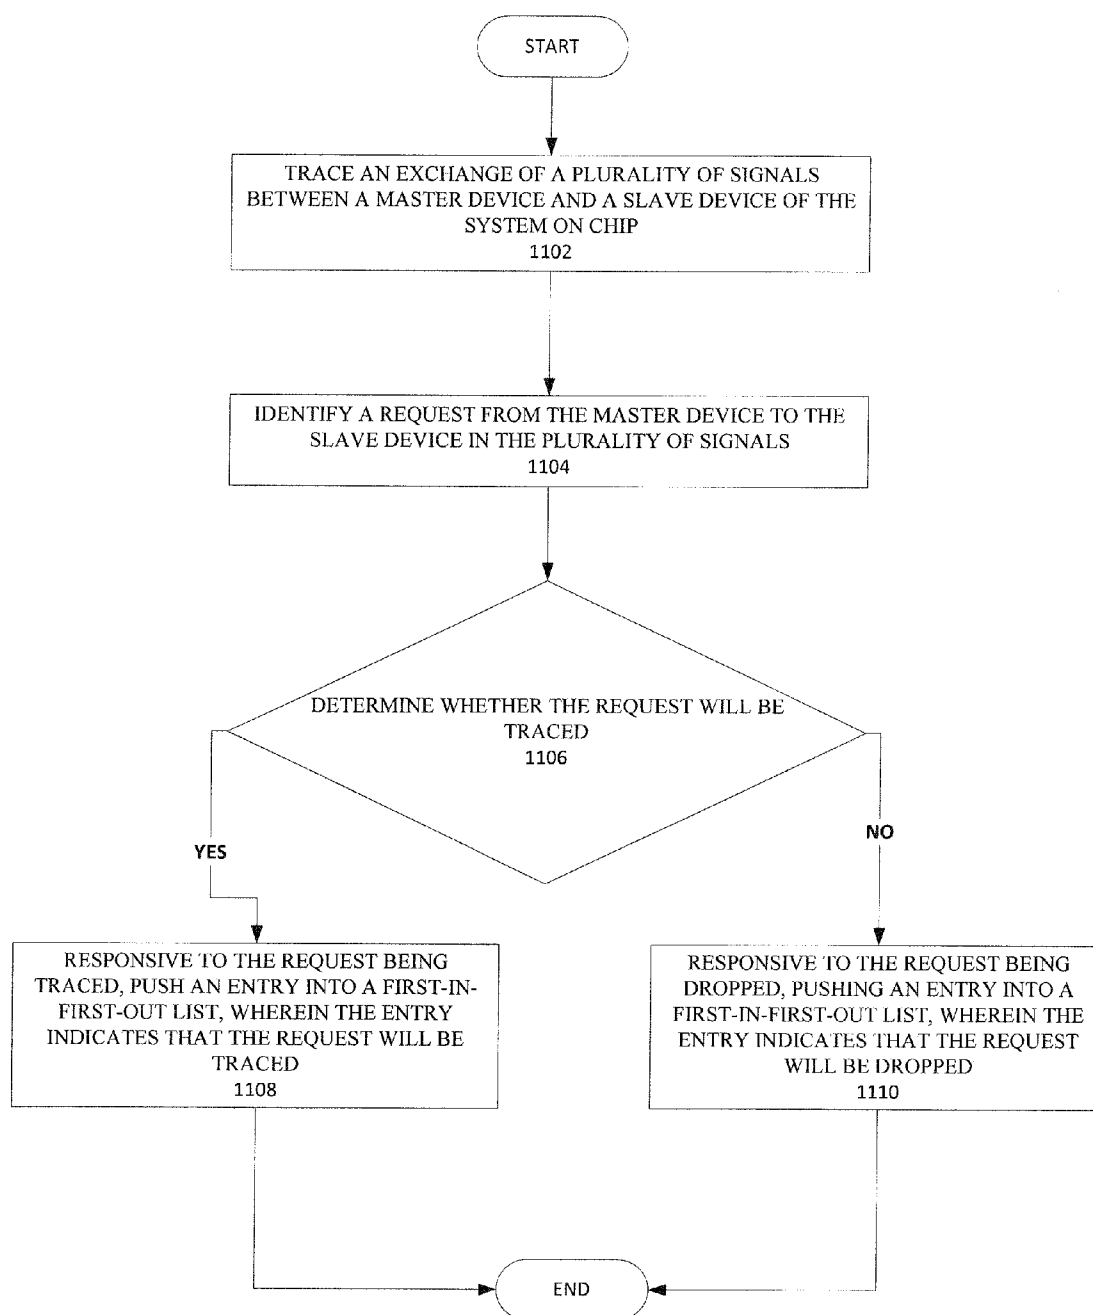 START
TRACE AN EXCHANGE OF A PLURALITY OF SIGNALS
BETWEEN A MASTER DEVICE AND A SLAVE DEVICE OF THE
SYSTEM ON CHIP
1102
IDENTIFY A REQUEST FROM THE MASTER DEVICE TO THE
SLAVE DEVICE IN THE PLURALITY OF SIGNALS
1104
DETERMINE WHETHER THE REQUEST WILL BE
TRACED
1106
YES
NO
RESPONSIVE TO THE REQUEST BEING
TRACED, PUSH AN ENTRY INTO A FIRST-IN-
FIRST-OUT LIST, WHEREIN THE ENTRY
INDICATES THAT THE REQUEST WILL BE
TRACED
1108
RESPONSIVE TO THE REQUEST BEING
DROPPED, PUSHING AN ENTRY INTO A
FIRST-IN-FIRST-OUT LIST, WHEREIN THE
ENTRY INDICATES THAT THE REQUEST
WILL BE DROPPED
1110
END